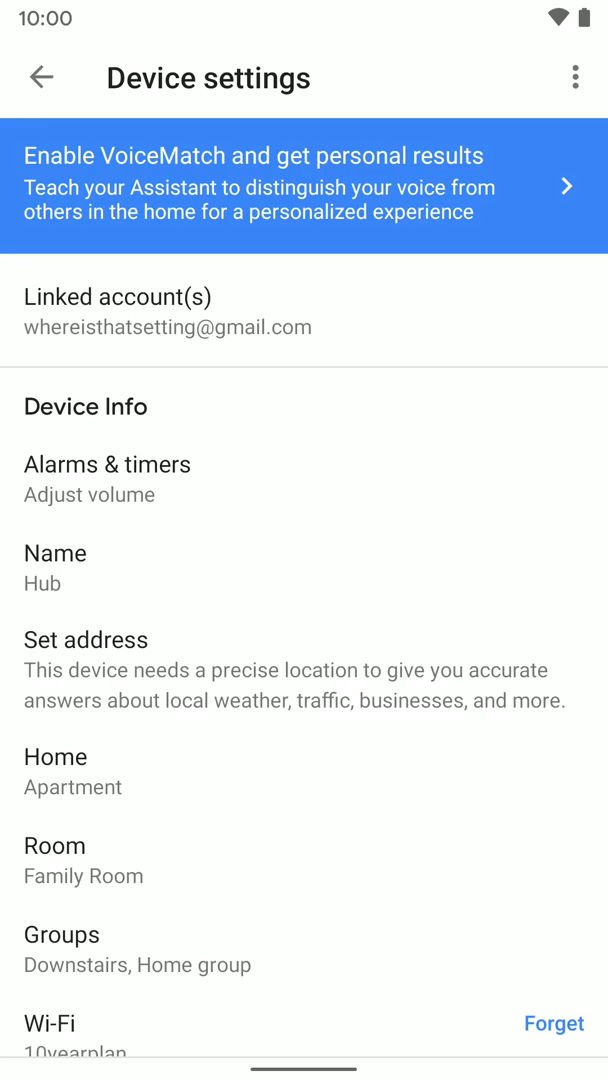 10:00
Device settings
Enable VoiceMatch and get personal results
Teach your Assistant to distinguish your voice from
others in the home for a personalized experience
Linked account(s)
whereisthatsetting@gmail.com
Device Info
Alarms & timers
Adjust volume
Name
Hub
Set address
This device needs a precise location to give you accurate
answers about local weather, traffic, businesses, and more.
Home
Apartment
Room
Family Room
Groups
Downstairs, Home group
Wi-Fi
Forget
10yearplan